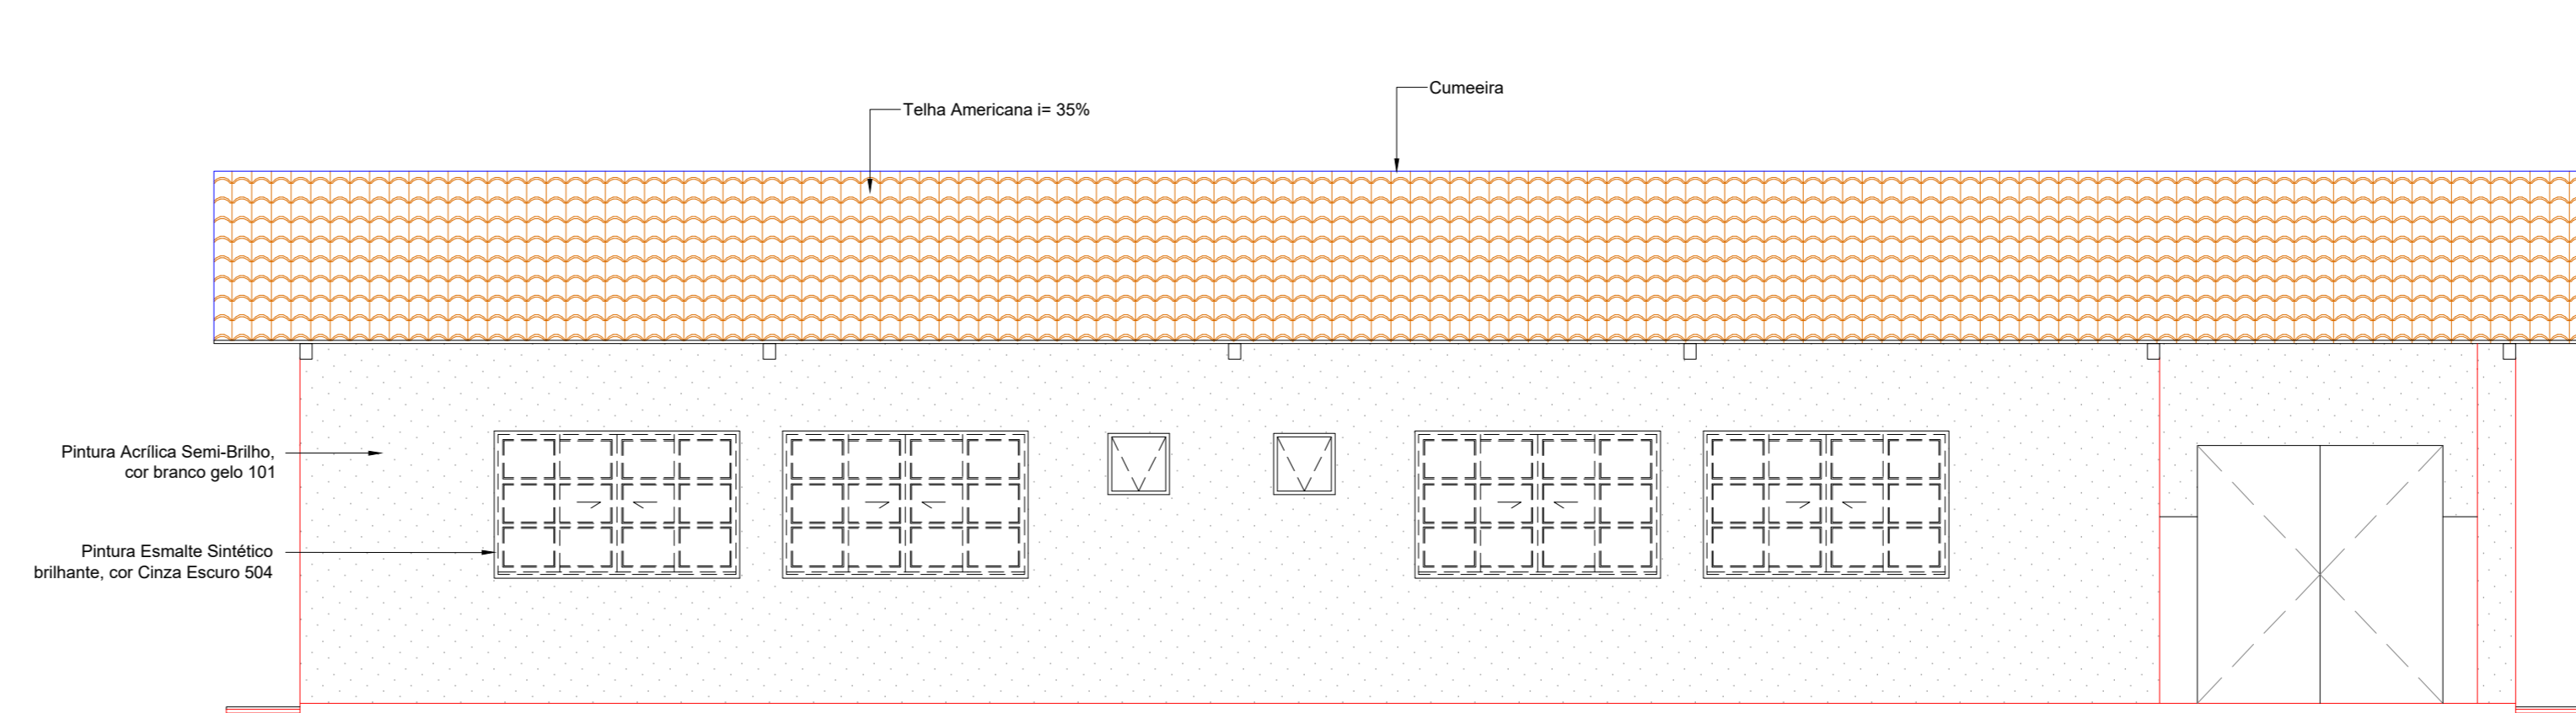 Cumeeira
Telha Americana i= 35%
Pintura Acrílica Semi-Brilho,
cor branco gelo 101
Pintura Esmalte Sintético
brilhante, cor Cinza Escuro 504